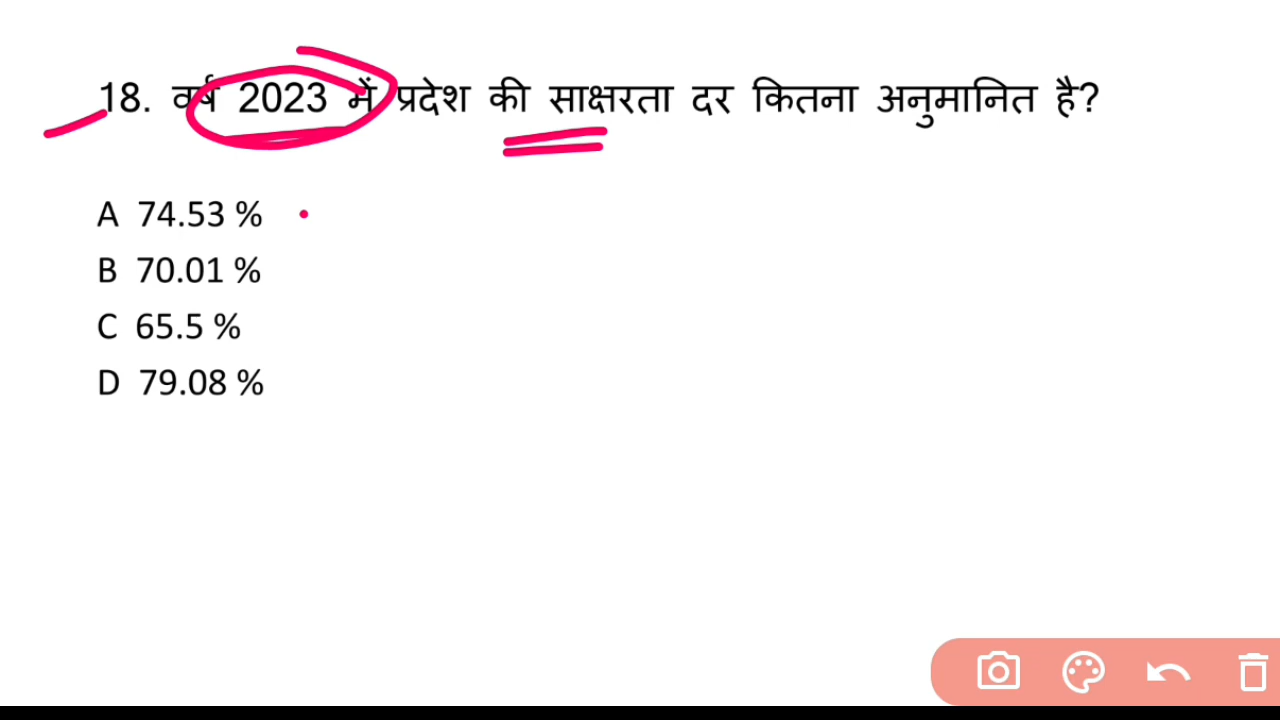 18. वर्ष 2023 में प्रदेश की साक्षरता दर कितना अनुमानित है?
A 74.53 %
B 70.01 %
C 65.5 %
D 79.08 %